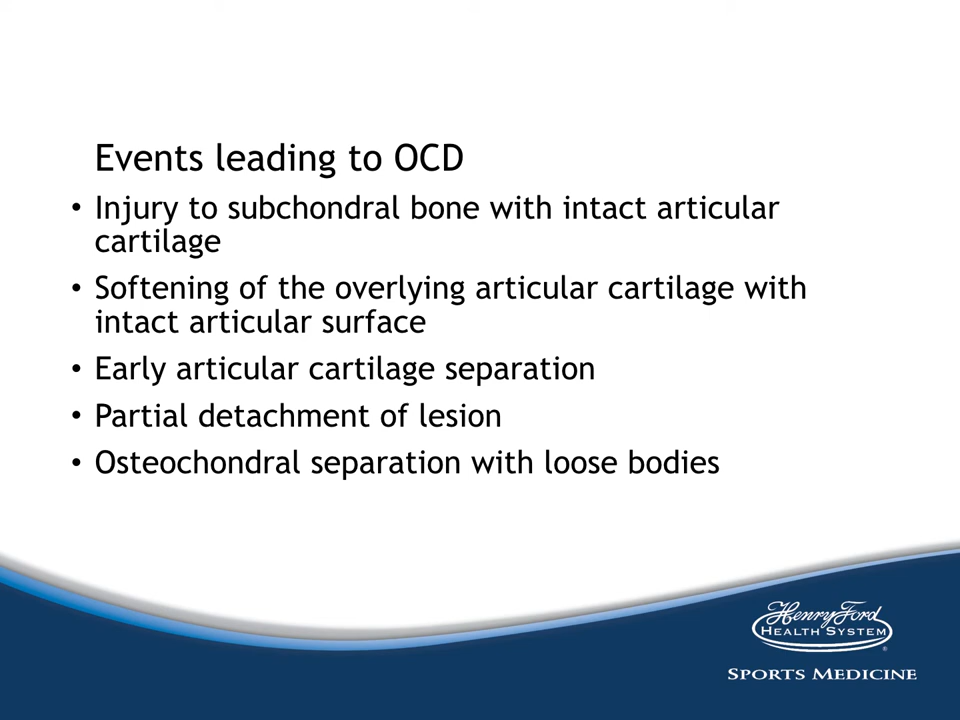 Events leading to OCD
• Injury to subchondral bone with intact articular
cartilage
• Softening of the overlying articular cartilage with
intact articular surface
• Early articular cartilage separation
• Partial detachment of lesion
• Osteochondral separation with loose bodies
Henry Ford
HEALTH SYSTEM
®
SPORTS MEDICINE